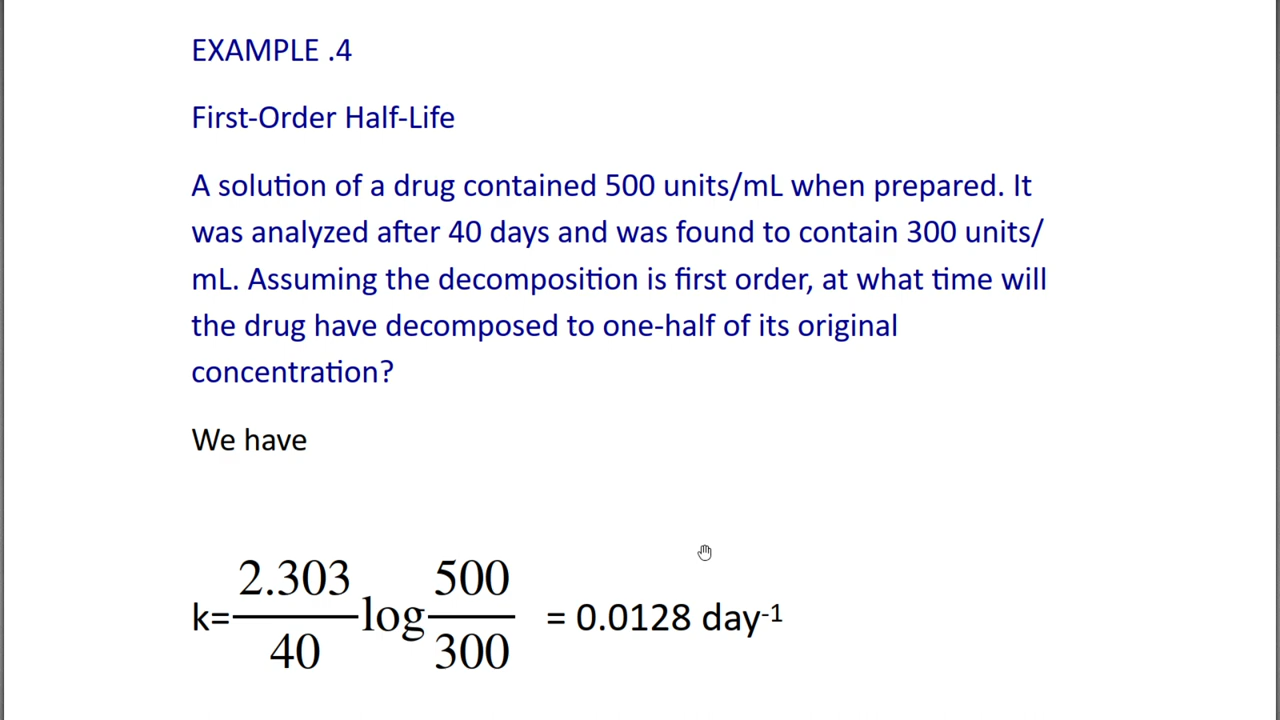 EXAMPLE .4
First-Order Half-Life
A solution of a drug contained 500 units/mL when prepared. It
was analyzed after 40 days and was found to contain 300 units/
mL. Assuming the decomposition is first order, at what time will
the drug have decomposed to one-half of its original
concentration?
We have
k=2.303/40 log 500/300 = 0.0128 day⁻¹